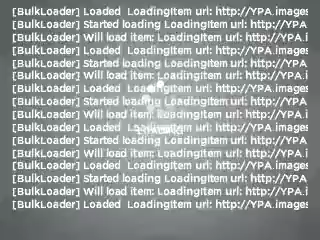 [BulkLoader] Loaded  LoadingItem url: http://YPA.images
[BulkLoader] Started loading LoadingItem url: http://YPA
[BulkLoader] Will load item: LoadingItem url: http://YPA.i
[BulkLoader] Loaded  LoadingItem url: http://YPA.images
[BulkLoader] Started loading LoadingItem url: http://YPA
[BulkLoader] Will load item: LoadingItem url: http://YPA.i
[BulkLoader] Loaded  LoadingItem url: http://YPA.images
[BulkLoader] Started loading LoadingItem url: http://YPA
[BulkLoader] Will load item: LoadingItem url: http://YPA.i
[BulkLoader] Loaded  LoadingItem url: http://YPA.images
[BulkLoader] Started loading LoadingItem url: http://YPA
[BulkLoader] Will load item: LoadingItem url: http://YPA.i
[BulkLoader] Loaded  LoadingItem url: http://YPA.images
[BulkLoader] Started loading LoadingItem url: http://YPA
[BulkLoader] Will load item: LoadingItem url: http://YPA.i
[BulkLoader] Loaded  LoadingItem url: http://YPA.images